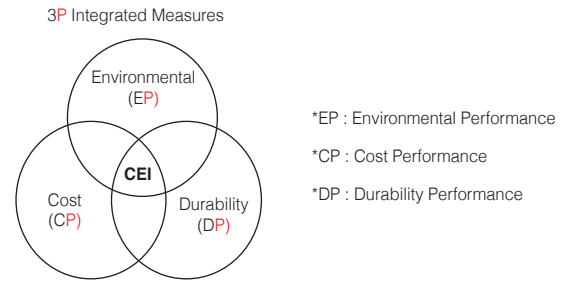 3P Integrated Measures
Environmental
(EP)
CEI
Cost
(CP)
Durability
(DP)
*EP : Environmental Performance
*CP : Cost Performance
*DP : Durability Performance